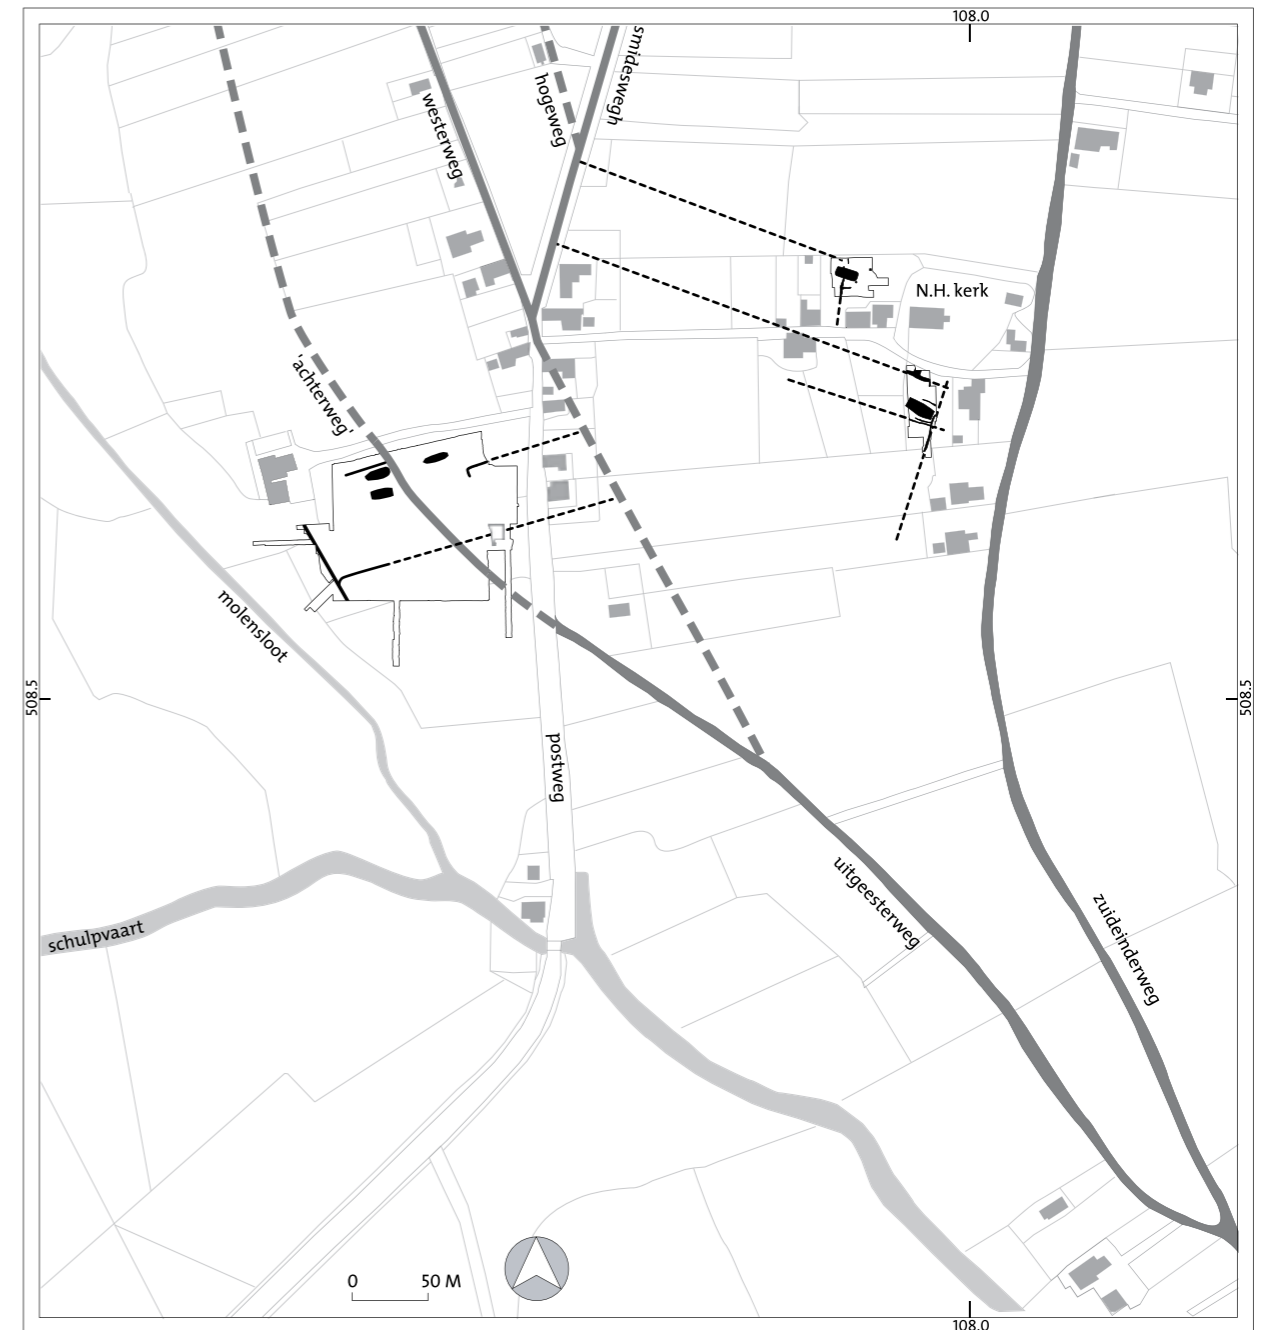 108.0
smideswegh
hogeweg
westerweg
N.H. kerk
'achterweg'
molensloot
508.5
508.5
postweg
uitgeesterweg
zuideinderweg
schulpvaart
0 50 M
108.0